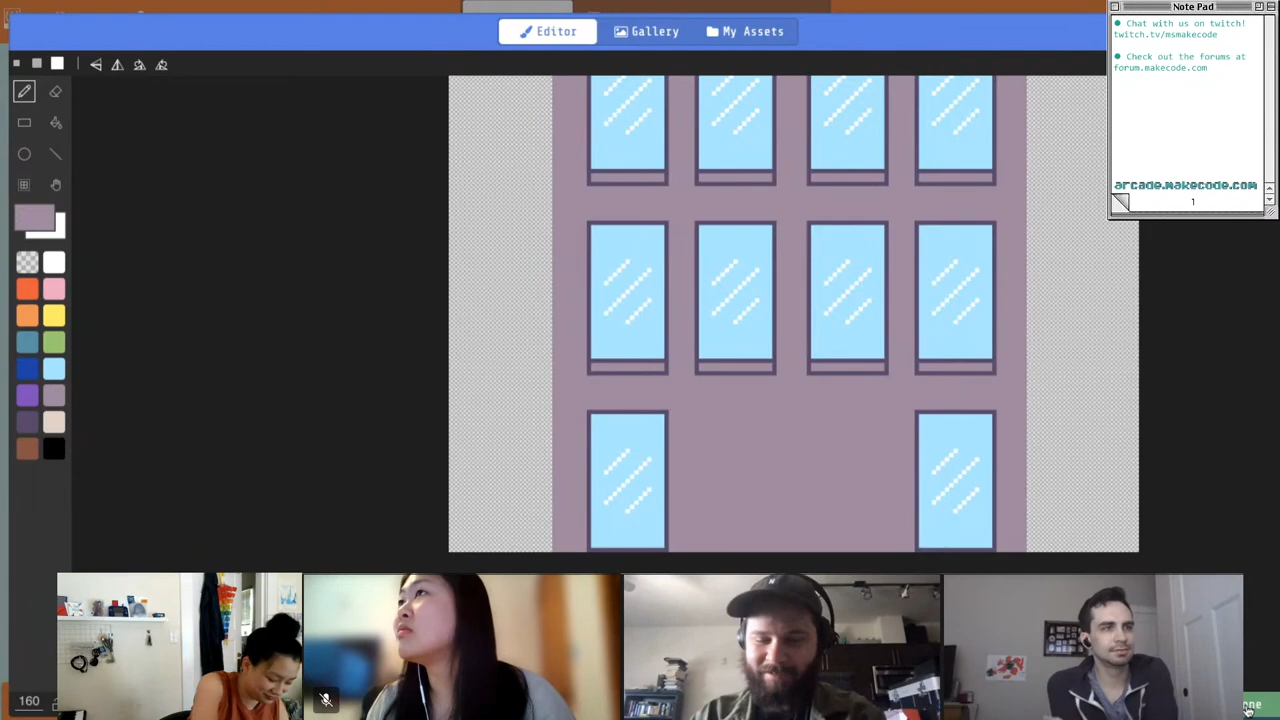 Editor
Gallery
My Assets
Note Pad
● Chat with us on twitch!
twitch.tv/msmakecode
● Check out the forums at
forum.makecode.com
arcade.makecode.com
1
160